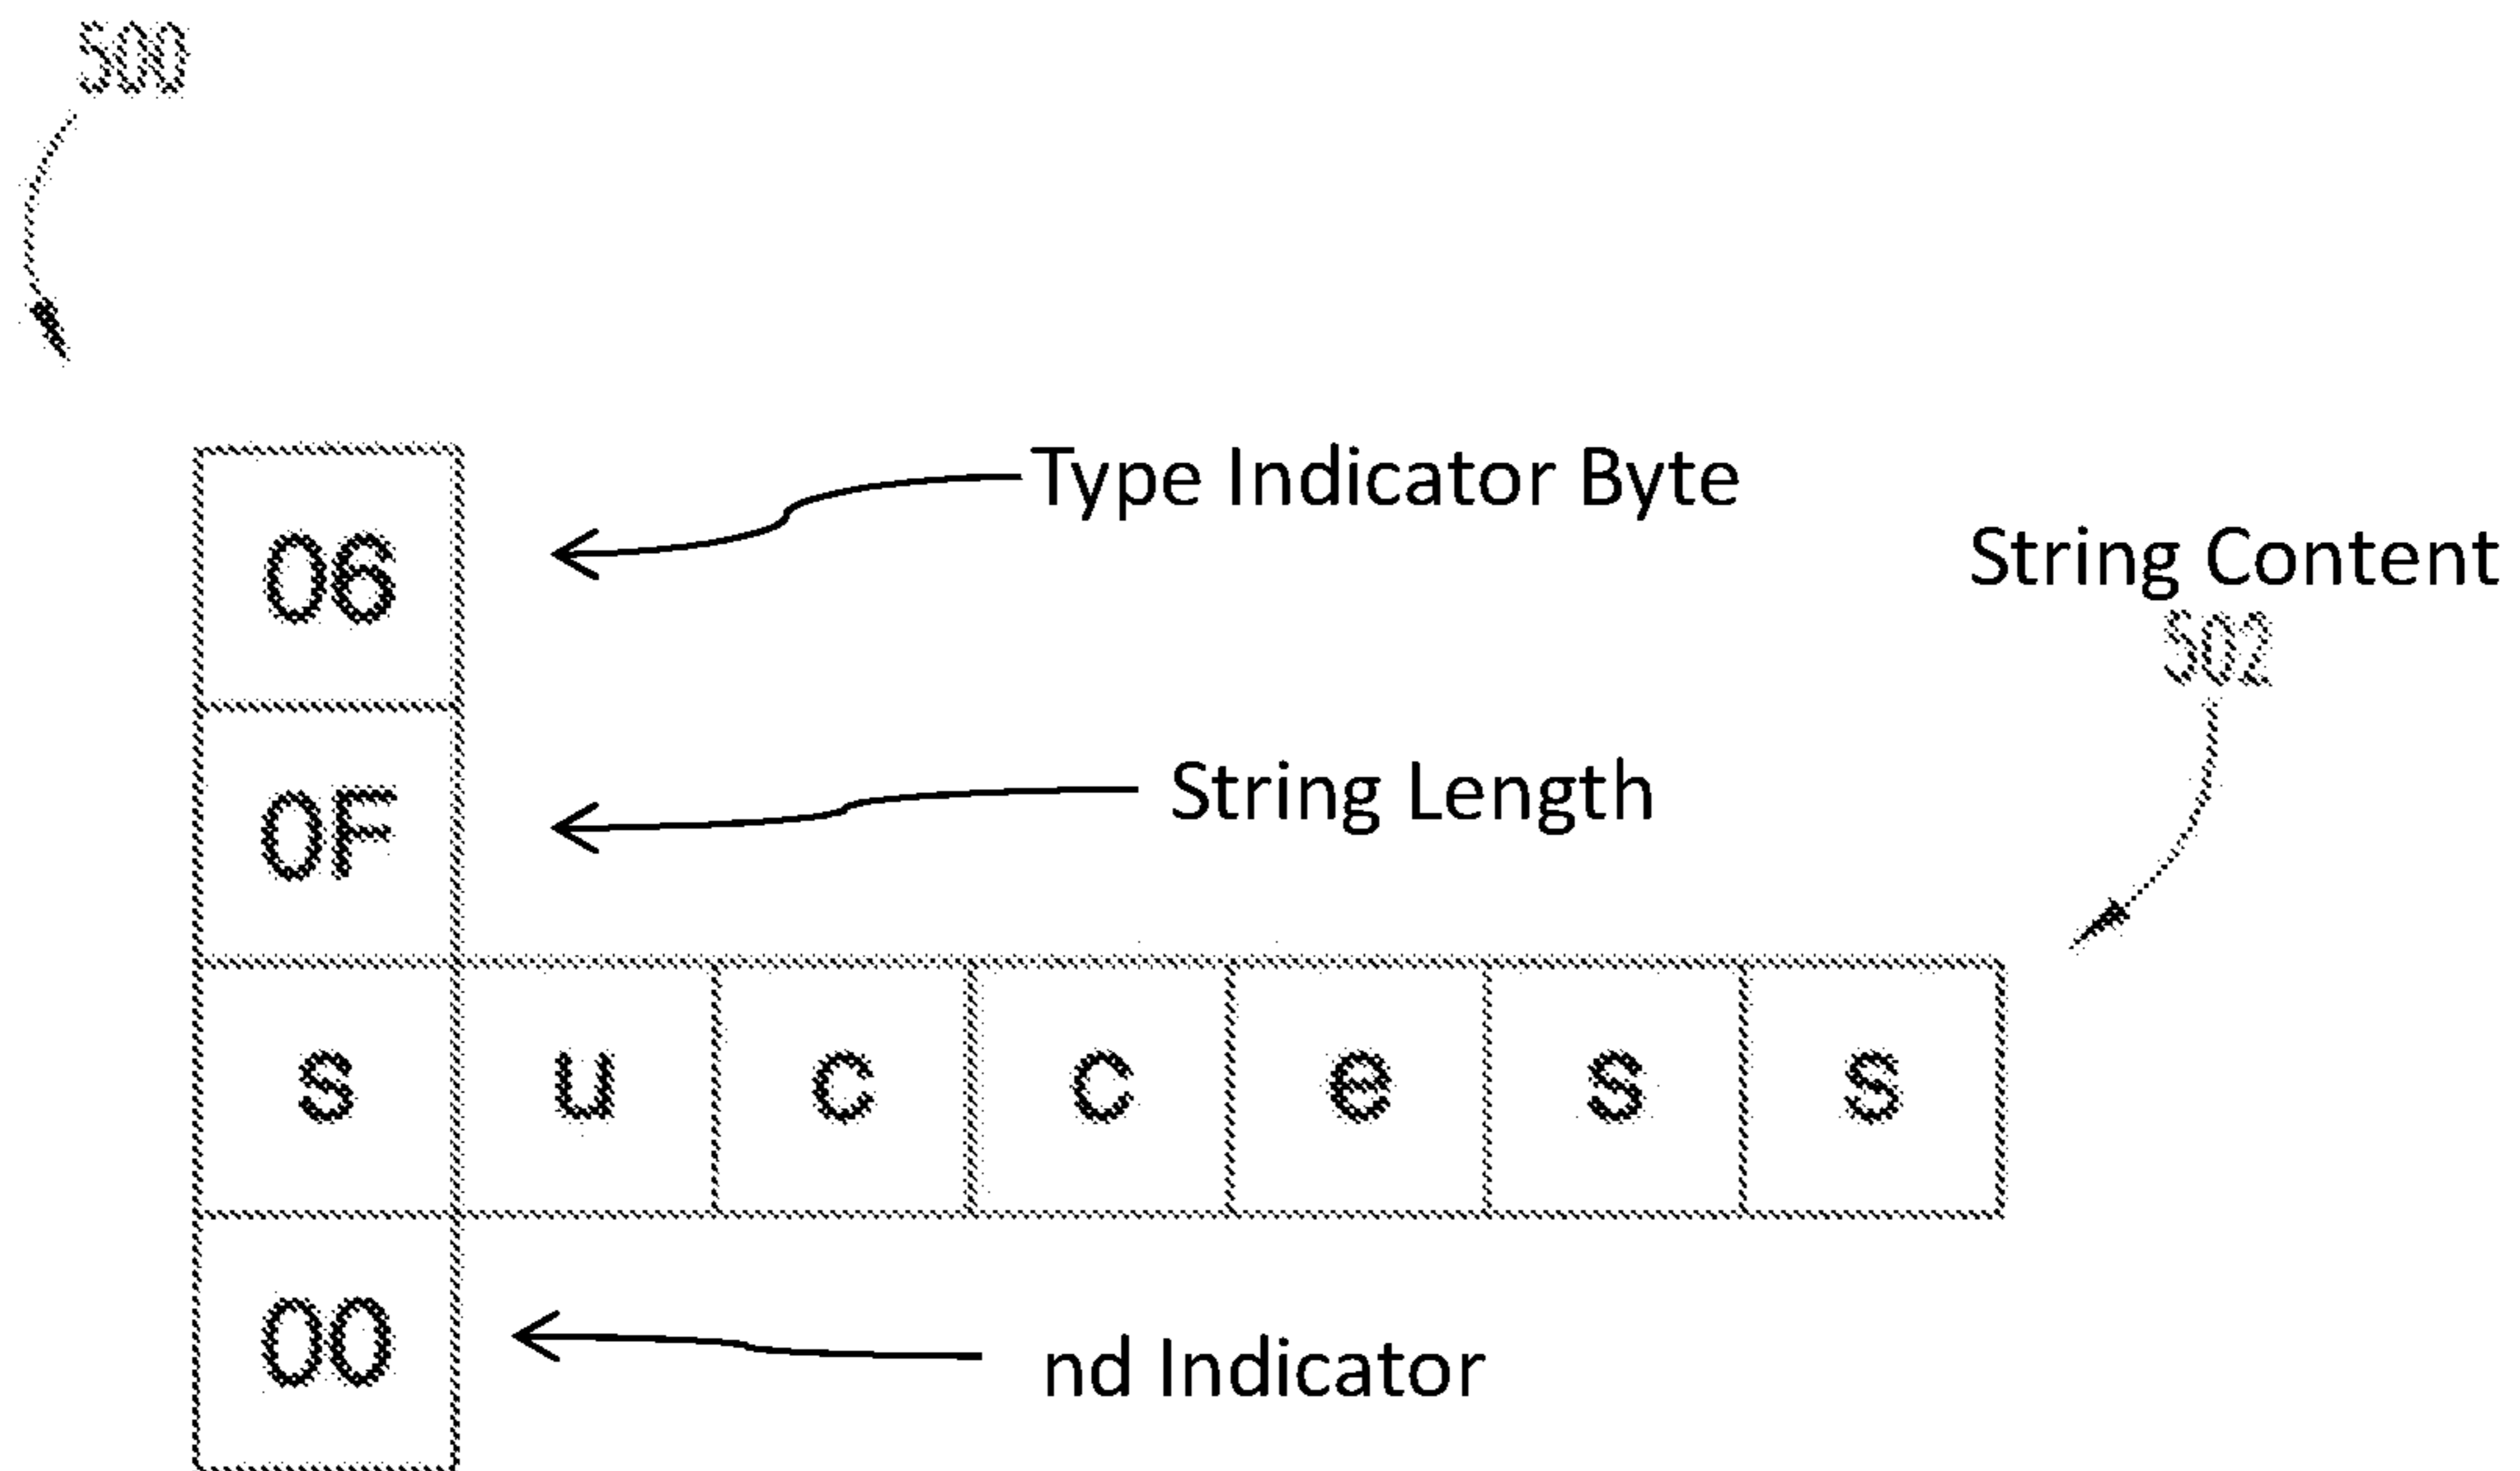 500
Type Indicator Byte
06
String Content
502
String Length
0F
s u c c e s s
00
nd Indicator